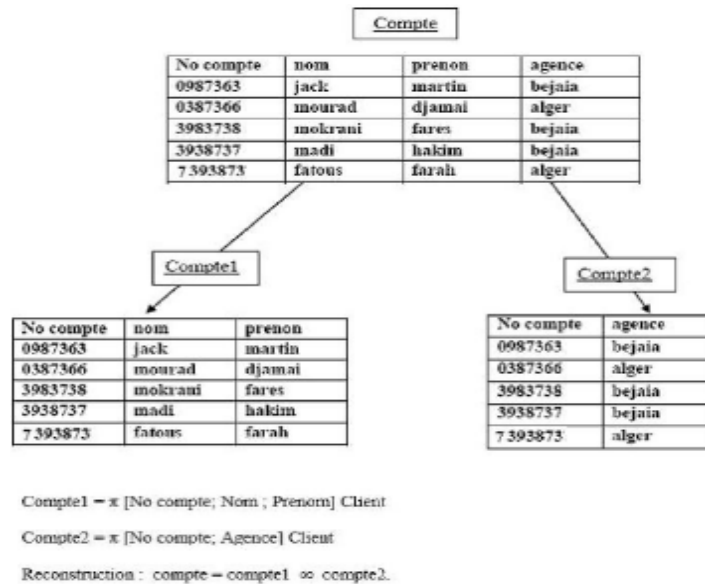 Compte
No compte nom prenon agence
0987363 jack martin bejaia
0387366 mourad djamai alger
3983738 mokrani fares bejaia
3938737 madi hakim bejaia
7393873 fatous farah alger
Compte1
Compte2
No compte nom prenon
0987363 jack martin
0387366 mourad djamai
3983738 mokrani fares
3938737 madi hakim
7393873 fatous farah
No compte agence
0987363 bejaia
0387366 alger
3983738 bejaia
3938737 bejaia
7393873 alger
Compte1 = π [No compte; Nom ; Prenom] Client
Compte2 = π [No compte; Agence] Client
Reconstruction : compte = compte1 ∞ compte2.